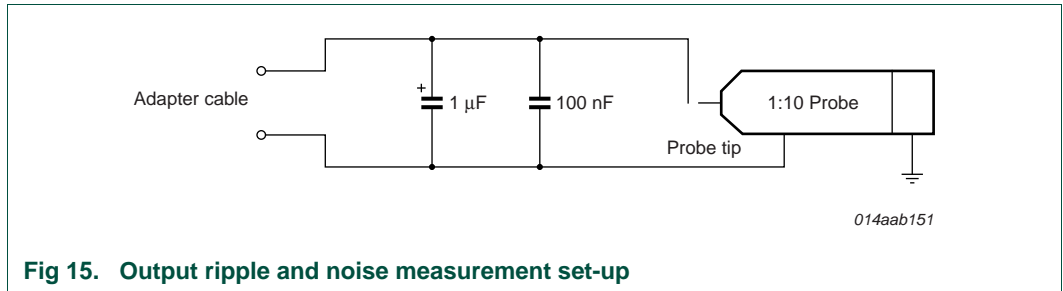 Adapter cable
+
1 μF
100 nF
1:10 Probe
Probe tip
014aab151
Fig 15. Output ripple and noise measurement set-up